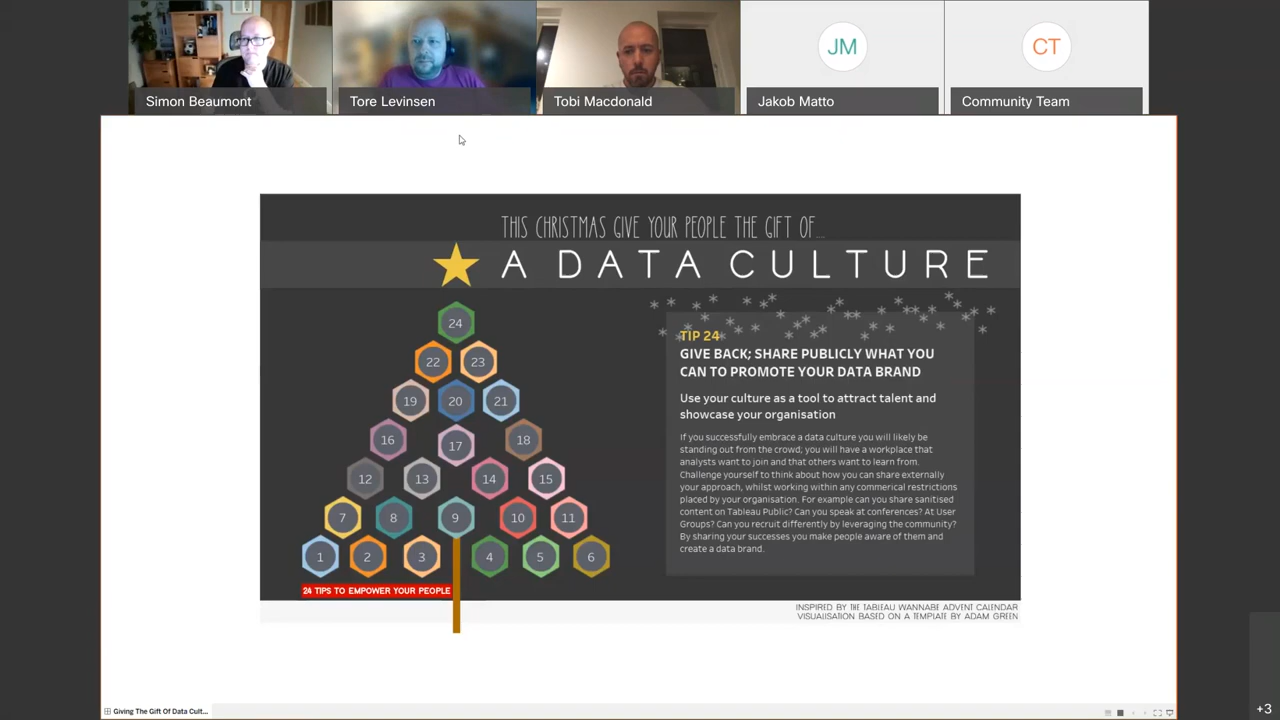 JM
CT
Simon Beaumont
Tore Levinsen
Tobi Macdonald
Jakob Matto
Community Team
THIS CHRISTMAS GIVE YOUR PEOPLE THE GIFT OF...
A DATA CULTURE
24
22 23
19 20 21
16 17 18
12 13 14 15
7 8 9 10 11
1 2 3 4 5 6
24 TIPS TO EMPOWER YOUR PEOPLE
TIP 24
GIVE BACK; SHARE PUBLICLY WHAT YOU
CAN TO PROMOTE YOUR DATA BRAND
Use your culture as a tool to attract talent and
showcase your organisation
If you successfully embrace a data culture you will likely be
standing out from the crowd, you will have a workplace that
analysts want to join and that others want to learn from.
Challenge yourself to think about how you can share externally
your approach, whilst working within any commerical restrictions
placed by your organisation. For example can you share sanitised
content on Tableau Public? Can you speak at conferences? At User
Groups? Can you recruit differently by leveraging the community?
By sharing your successes you make people aware of them and
create a data brand.
INSPIRED BY THE TABLEAU WANNABE ADVENT CALENDAR
VISUALISATION BASED ON A TEMPLATE BY ADAM GREEN
Giving The Gift Of Data Cult...
+3